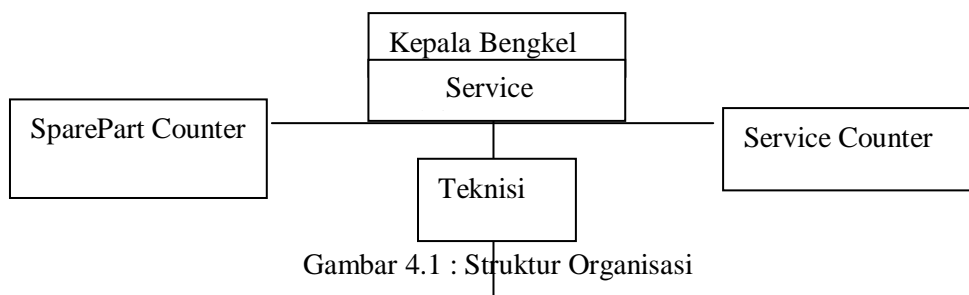 Kepala Bengkel
Service
SparePart Counter
Service Counter
Teknisi
Gambar 4.1 : Struktur Organisasi